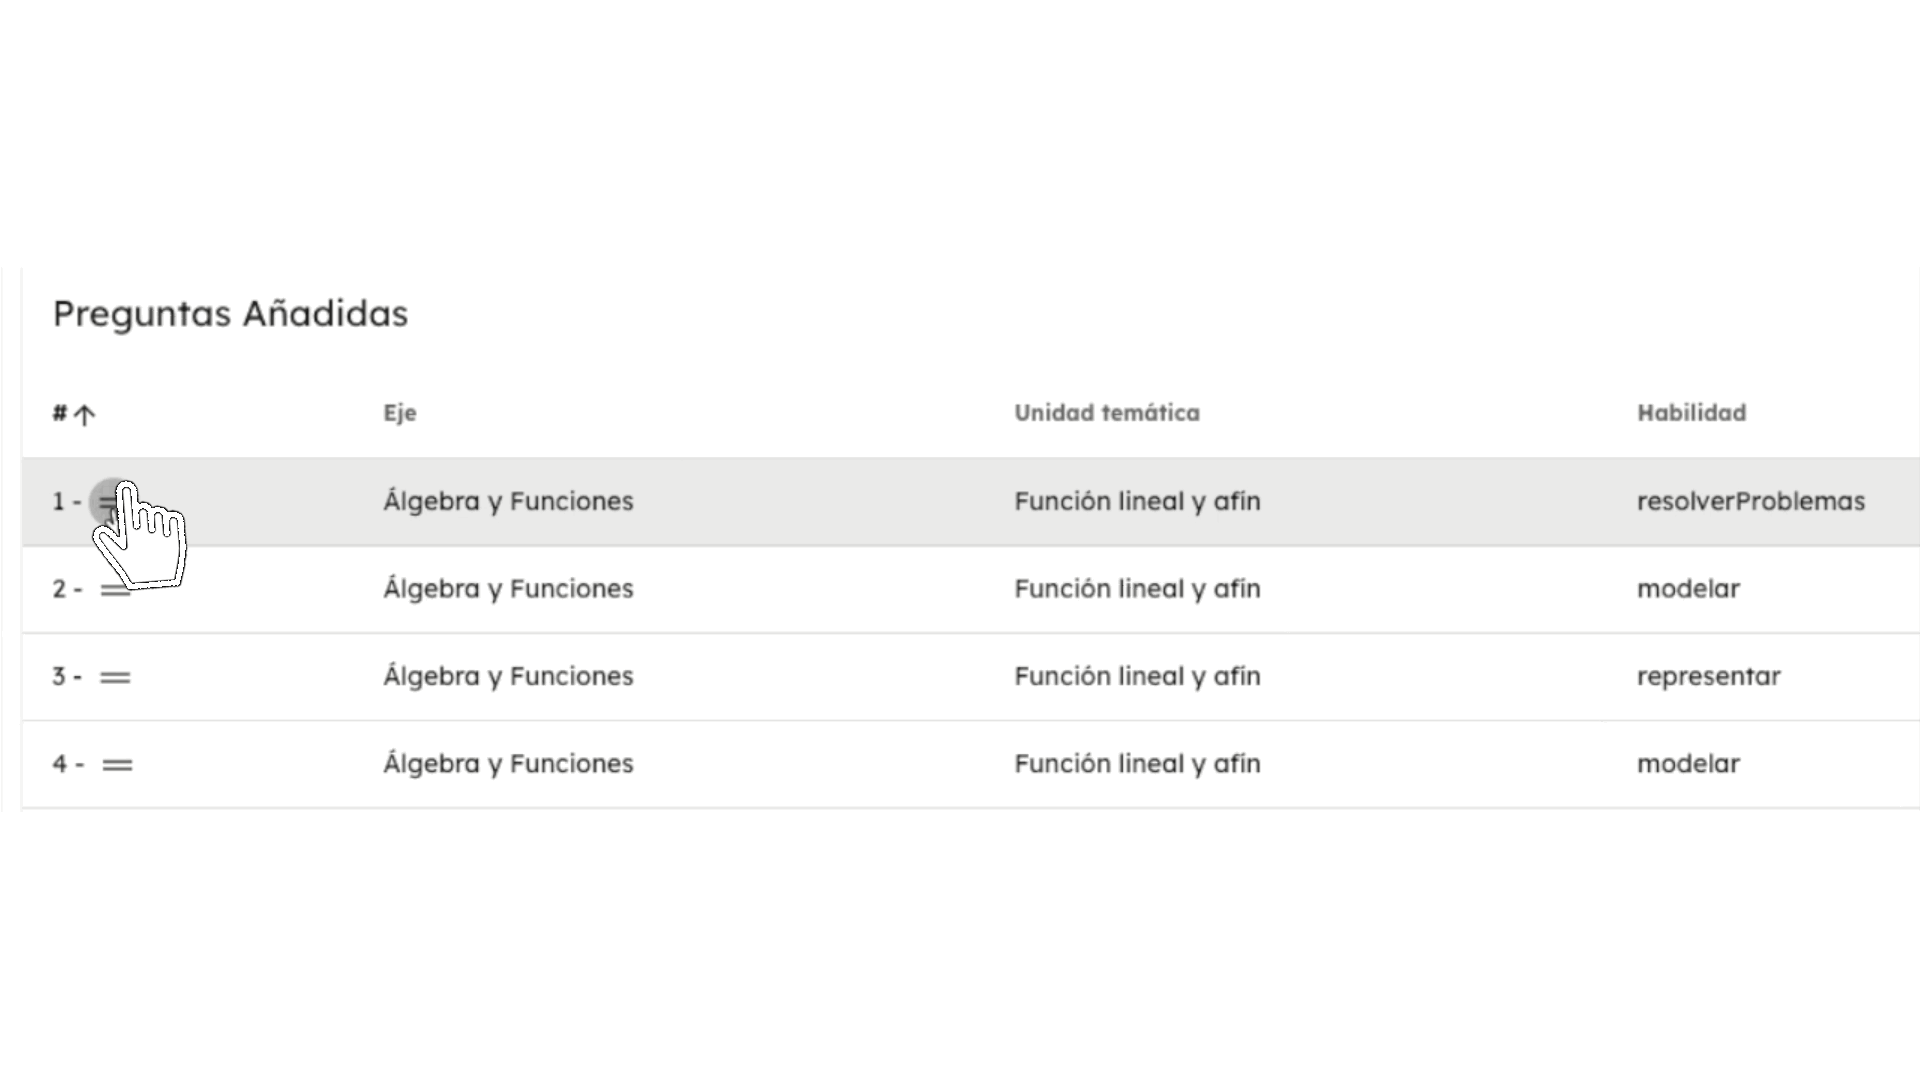 Preguntas Añadidas
#↑ Eje Unidad temática Habilidad
1 - Álgebra y Funciones Función lineal y afín resolverProblemas
2 - Álgebra y Funciones Función lineal y afín modelar
3 - Álgebra y Funciones Función lineal y afín representar
4 - Álgebra y Funciones Función lineal y afín modelar